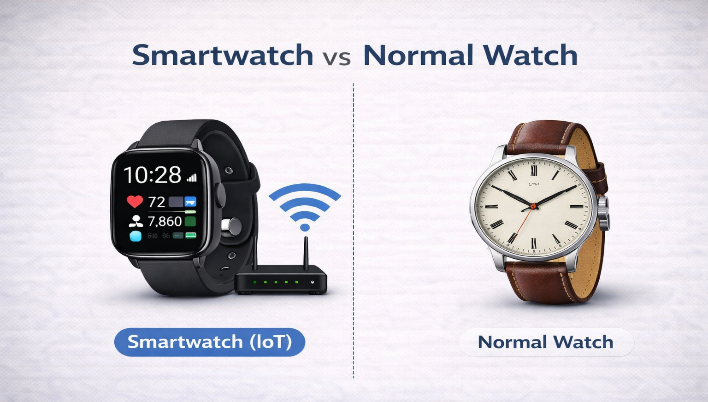 Smartwatch vs Normal Watch
10:28
72
7,860
Smartwatch (IoT)
Normal Watch